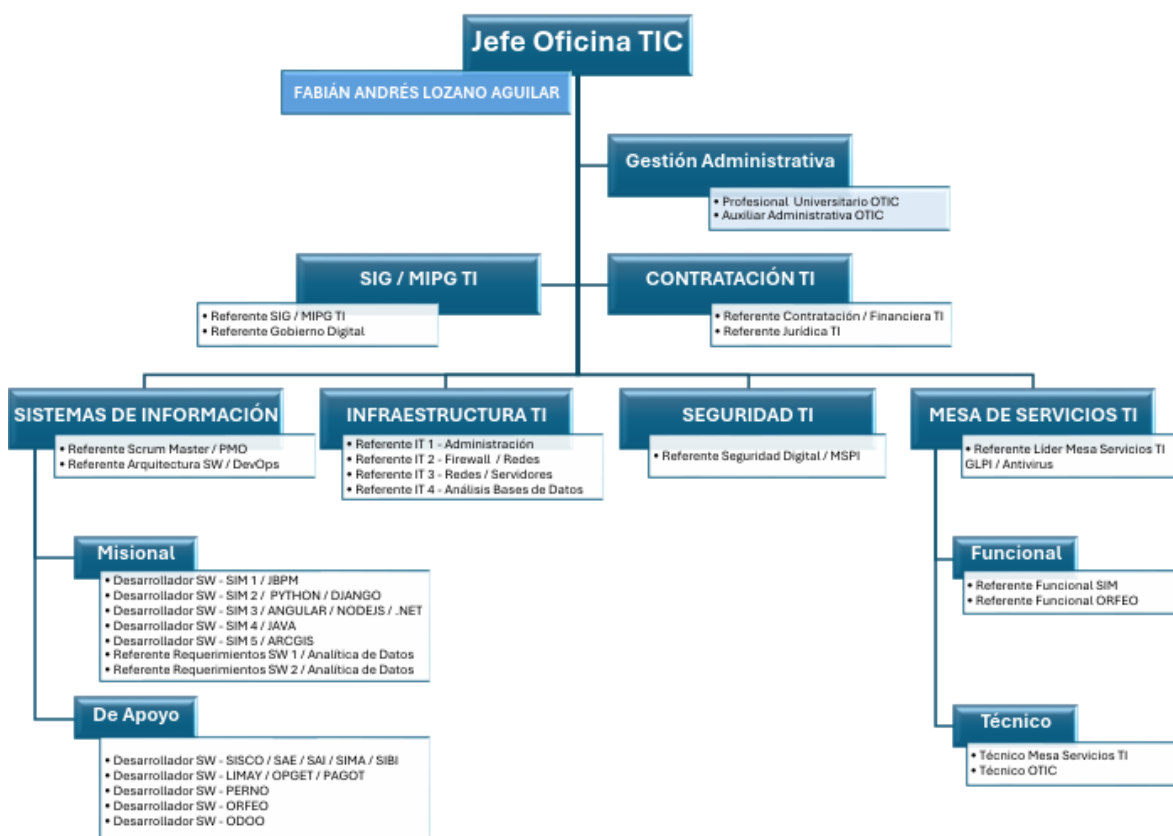 Jefe Oficina TIC
FABIÁN ANDRÉS LOZANO AGUILAR
Gestión Administrativa
• Profesional Universitario OTIC
• Auxiliar Administrativa OTIC
SIG / MIPG TI
• Referente SIG / MIPG TI
• Referente Gobierno Digital
CONTRATACIÓN TI
• Referente Contratación / Financiera TI
• Referente Jurídica TI
SISTEMAS DE INFORMACIÓN
• Referente Scrum Master / PMO
• Referente Arquitectura SW / DevOps
INFRAESTRUCTURA TI
• Referente IT 1 - Administración
• Referente IT 2 - Firewall / Redes
• Referente IT 3 - Redes / Servidores
• Referente IT 4 - Análisis Bases de Datos
SEGURIDAD TI
• Referente Seguridad Digital / MSPI
MESA DE SERVICIOS TI
• Referente Líder Mesa Servicios TI
GLPI / Antivirus
Misional
• Desarrollador SW - SIM 1 / JBPM
• Desarrollador SW - SIM 2 / PYTHON / DJANGO
• Desarrollador SW - SIM 3 / ANGULAR / NODEJS / .NET
• Desarrollador SW - SIM 4 / JAVA
• Desarrollador SW - SIM 5 / ARCGIS
• Referente Requerimientos SW 1 / Analítica de Datos
• Referente Requerimientos SW 2 / Analítica de Datos
De Apoyo
• Desarrollador SW - SISCO / SAE / SAI / SIMA / SIBI
• Desarrollador SW - LIMAY / OPGET / PAGOT
• Desarrollador SW - PERNO
• Desarrollador SW - ORFEO
• Desarrollador SW - ODOO
Funcional
• Referente Funcional SIM
• Referente Funcional ORFEO
Técnico
• Técnico Mesa Servicios TI
• Técnico OTIC